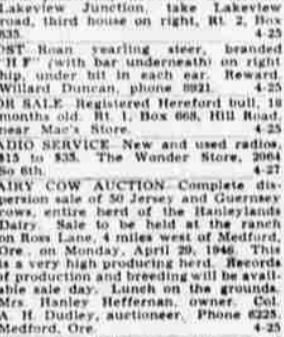 Lakeview Junction, take Lakeview
road, third house on right, Rt. 2, Box
835. 4-25
OST Roan yearling steer, branded
"H F" (with bar underneath) on right
hip, under bit in each ear. Reward.
Willard Duncan, phone 8921. 4-25
OR SALE Registered Hereford bull, 18
months old. Rt. 1, Box 668, Hill Road,
near Mac's Store. 4-25
ADIO SERVICE New and used radios,
$15 to $35. The Wonder Store, 2064
So 6th. 4-27
AIRY COW AUCTION Complete dis-
persion sale of 50 Jersey and Guernsey
cows, entire herd of the Hanleylands
Dairy. Sale to be held at the ranch
on Ross Lane, 4 miles west of Medford,
Ore., on Monday, April 29, 1946. This
is a very high producing herd. Records
of production and breeding will be avail-
able sale day. Lunch on the grounds.
Mrs. Hanley Heffernan, owner. Col.
A. H. Dudley, auctioneer. Phone 6225.
Medford, Ore. 4-25